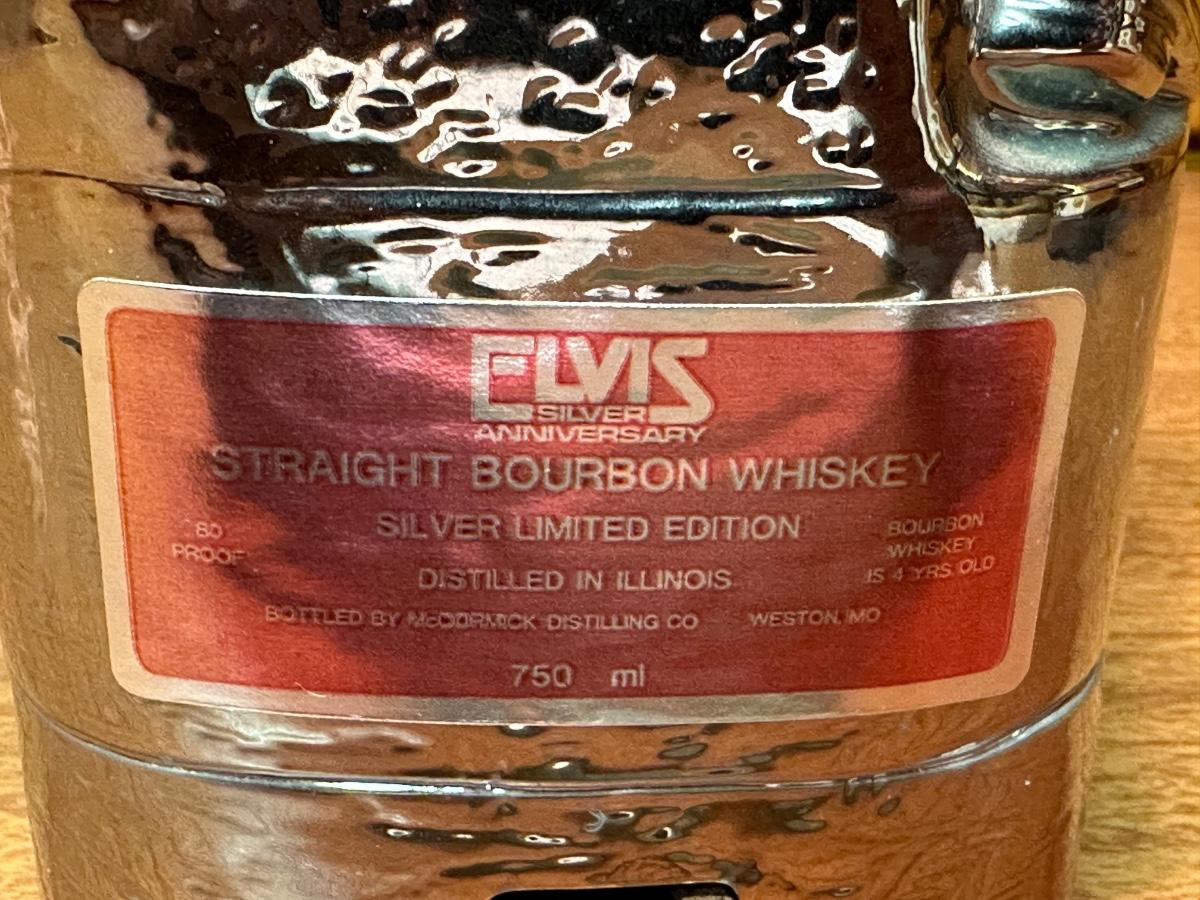 ELVIS
SILVER
ANNIVERSARY
STRAIGHT BOURBON WHISKEY
SILVER LIMITED EDITION
80
PROOF
BOURBON
WHISKEY
IS 4 YRS OLD
DISTILLED IN ILLINOIS
BOTTLED BY McCORMICK DISTILLING CO WESTON, MO
750 ml